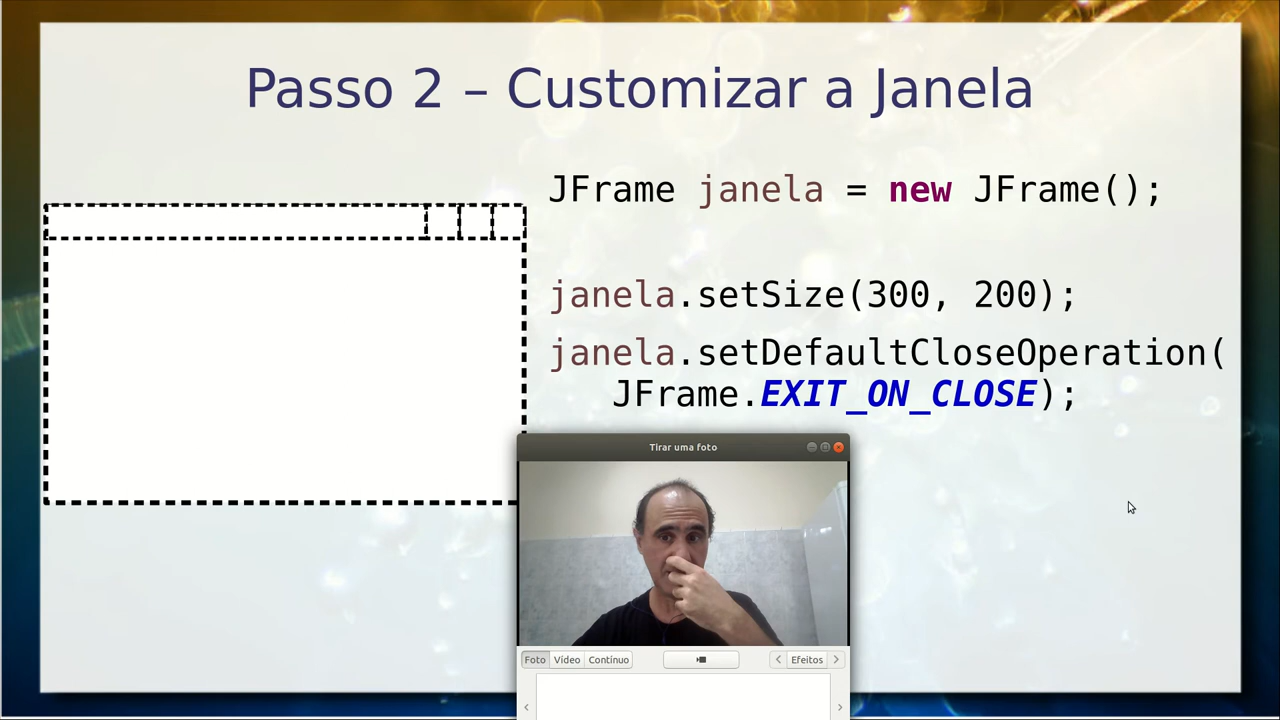 Passo 2 – Customizar a Janela
JFrame janela = new JFrame();
janela.setSize(300, 200);
janela.setDefaultCloseOperation(
JFrame.EXIT_ON_CLOSE);
Tirar uma foto
Foto Vídeo Contínuo Efeitos